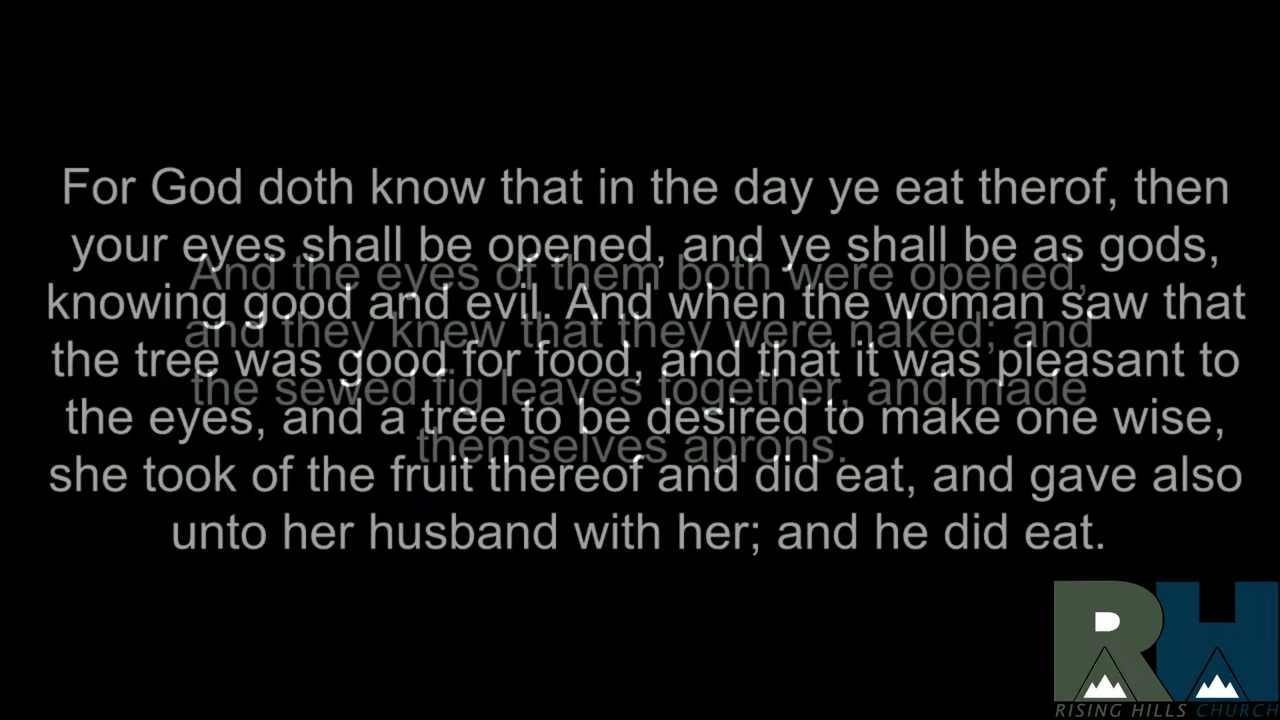 For God doth know that in the day ye eat therof, then
your eyes shall be opened, and ye shall be as gods,
knowing good and evil. And when the woman saw that
the tree was good for food, and that it was pleasant to
the eyes, and a tree to be desired to make one wise,
she took of the fruit thereof and did eat, and gave also
unto her husband with her; and he did eat.
And the eyes of them both were opened,
and they knew that they were naked; and
the sewed fig leaves together, and made
themselves aprons.
RH
RISING HILLS CHURCH